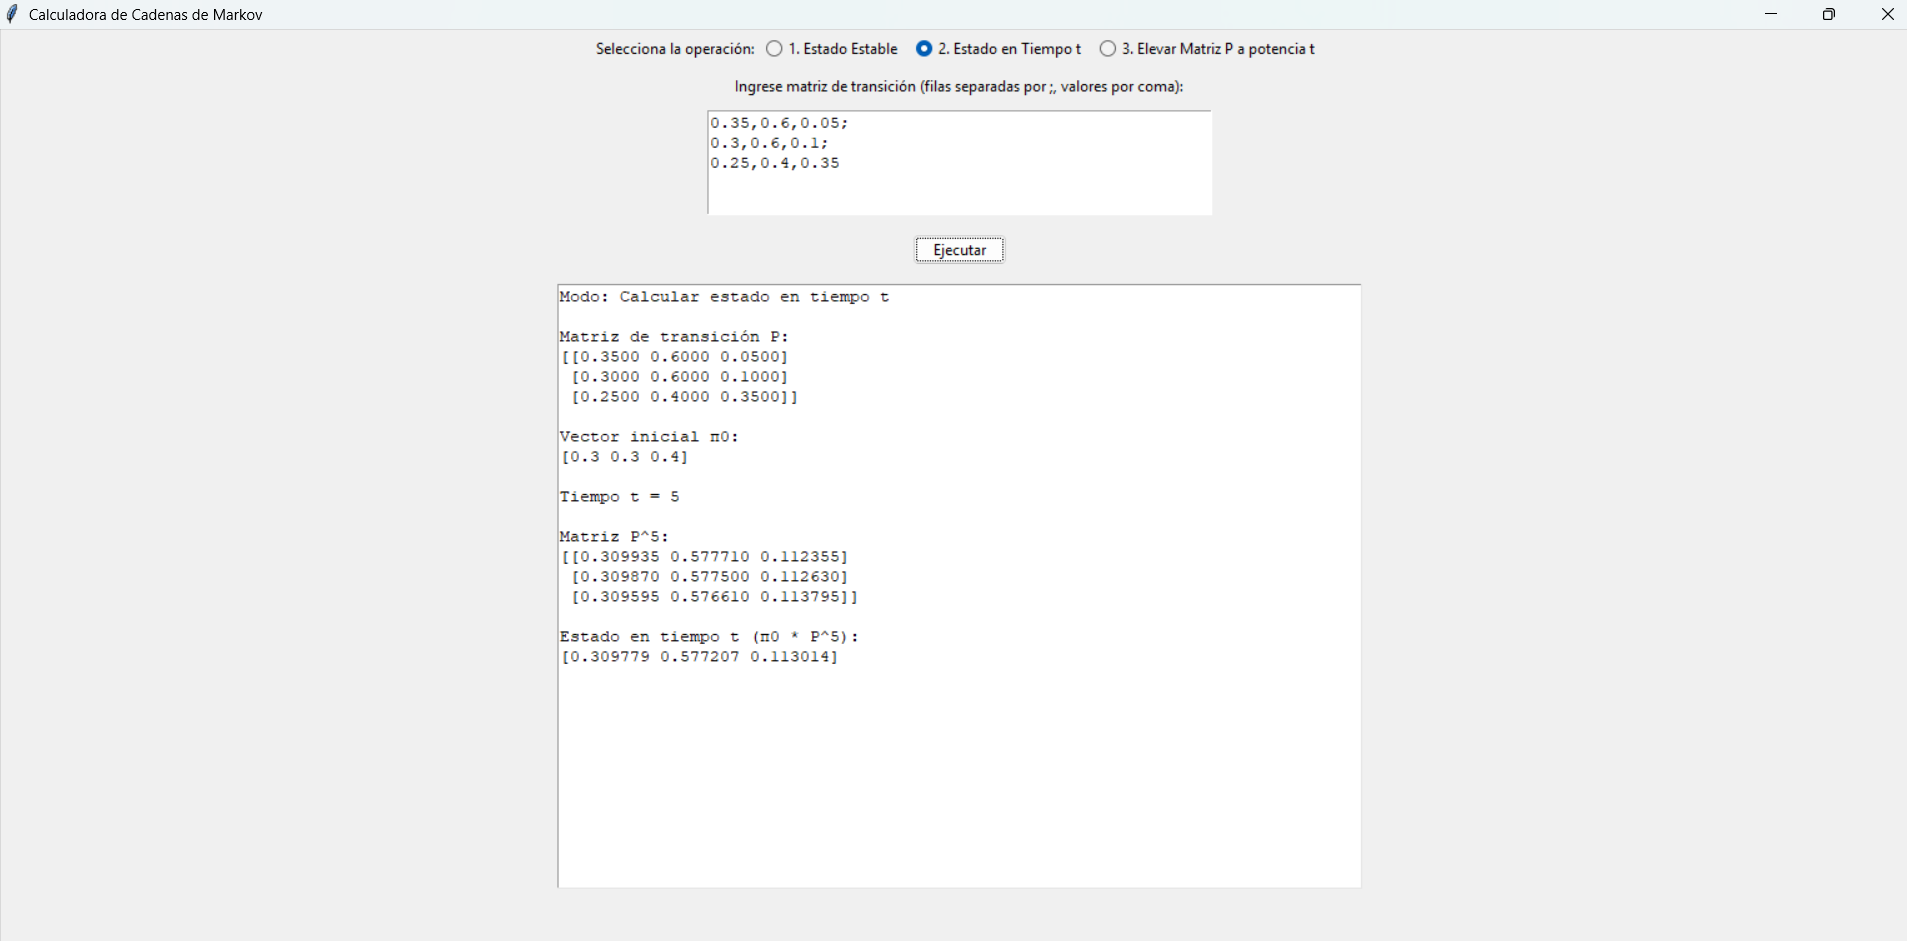 Calculadora de Cadenas de Markov
Selecciona la operación: 1. Estado Estable 2. Estado en Tiempo t 3. Elevar Matriz P a potencia t
Ingrese matriz de transición (filas separadas por ;, valores por coma):
0.35,0.6,0.05;
0.3,0.6,0.1;
0.25,0.4,0.35
Ejecutar
Modo: Calcular estado en tiempo t
Matriz de transición P:
[[0.3500 0.6000 0.0500]
[0.3000 0.6000 0.1000]
[0.2500 0.4000 0.3500]]
Vector inicial π0:
[0.3 0.3 0.4]
Tiempo t = 5
Matriz P^5:
[[0.309935 0.577710 0.112355]
[0.309870 0.577500 0.112630]
[0.309595 0.576610 0.113795]]
Estado en tiempo t (π0 * P^5):
[0.309779 0.577207 0.113014]